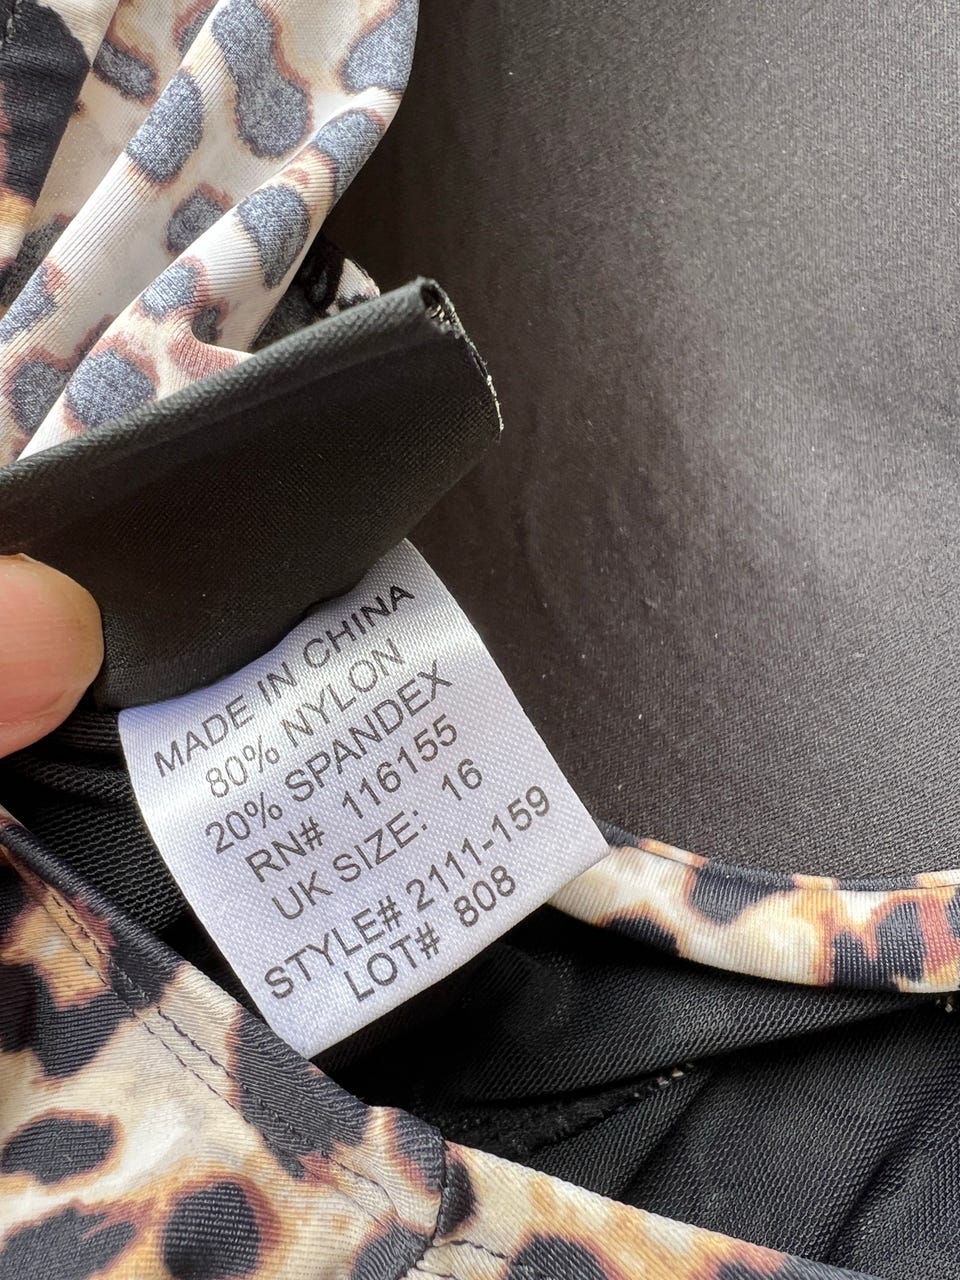 MADE IN CHINA
80% NYLON
20% SPANDEX
RN# 116155
UK SIZE: 16
STYLE# 2111-159
LOT# 808